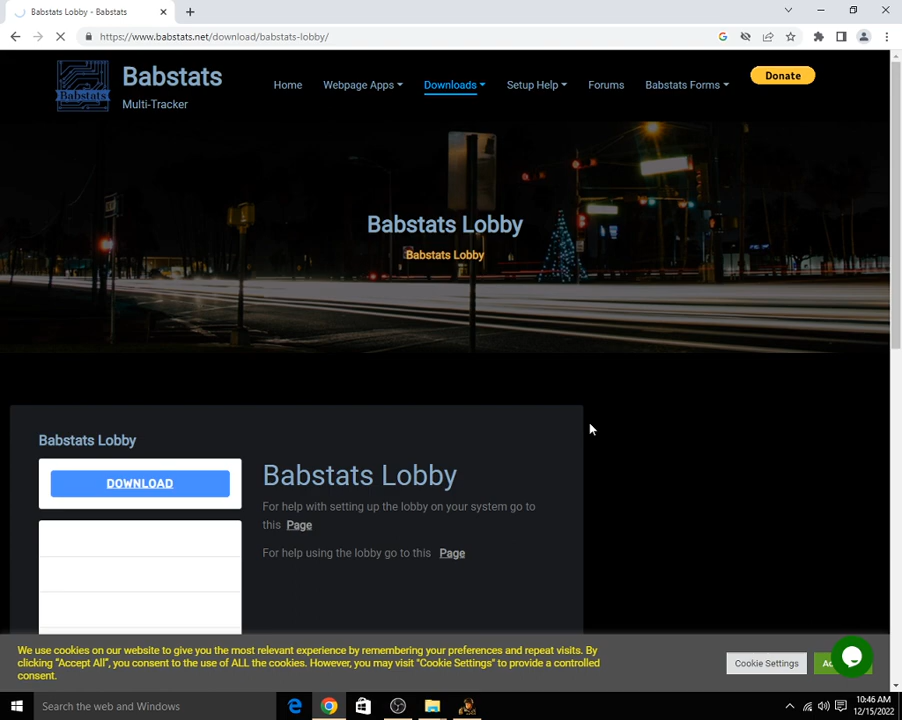 Babstats Lobby - Babstats
https://www.babstats.net/download/babstats-lobby/
Babstats
Babstats
Multi-Tracker
Home
Webpage Apps
Downloads
Setup Help
Forums
Babstats Forms
Donate
Babstats Lobby
Babstats Lobby
Babstats Lobby
DOWNLOAD
Babstats Lobby
For help with setting up the lobby on your system go to
this Page
For help using the lobby go to this Page
We use cookies on our website to give you the most relevant experience by remembering your preferences and repeat visits. By
clicking “Accept All”, you consent to the use of ALL the cookies. However, you may visit "Cookie Settings" to provide a controlled
consent.
Cookie Settings
Search the web and Windows
10:46 AM
12/15/2022